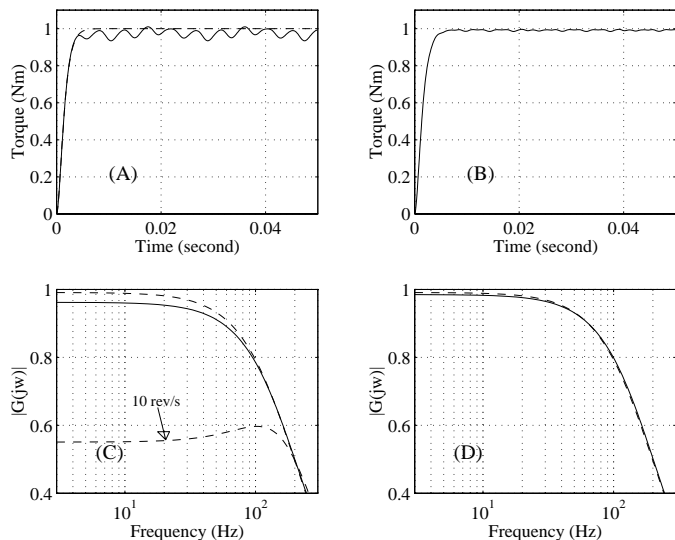 1
0.8
0.6
0.4
0.2
0
Torque (Nm)
(A)
0
0.02
0.04
Time (second)
1
0.8
0.6
0.4
0.2
0
Torque (Nm)
(B)
0
0.02
0.04
Time (second)
1
0.8
0.6
0.4
|G(jw)|
10 rev/s
(C)
10^1
10^2
Frequency (Hz)
1
0.8
0.6
0.4
|G(jw)|
(D)
10^1
10^2
Frequency (Hz)